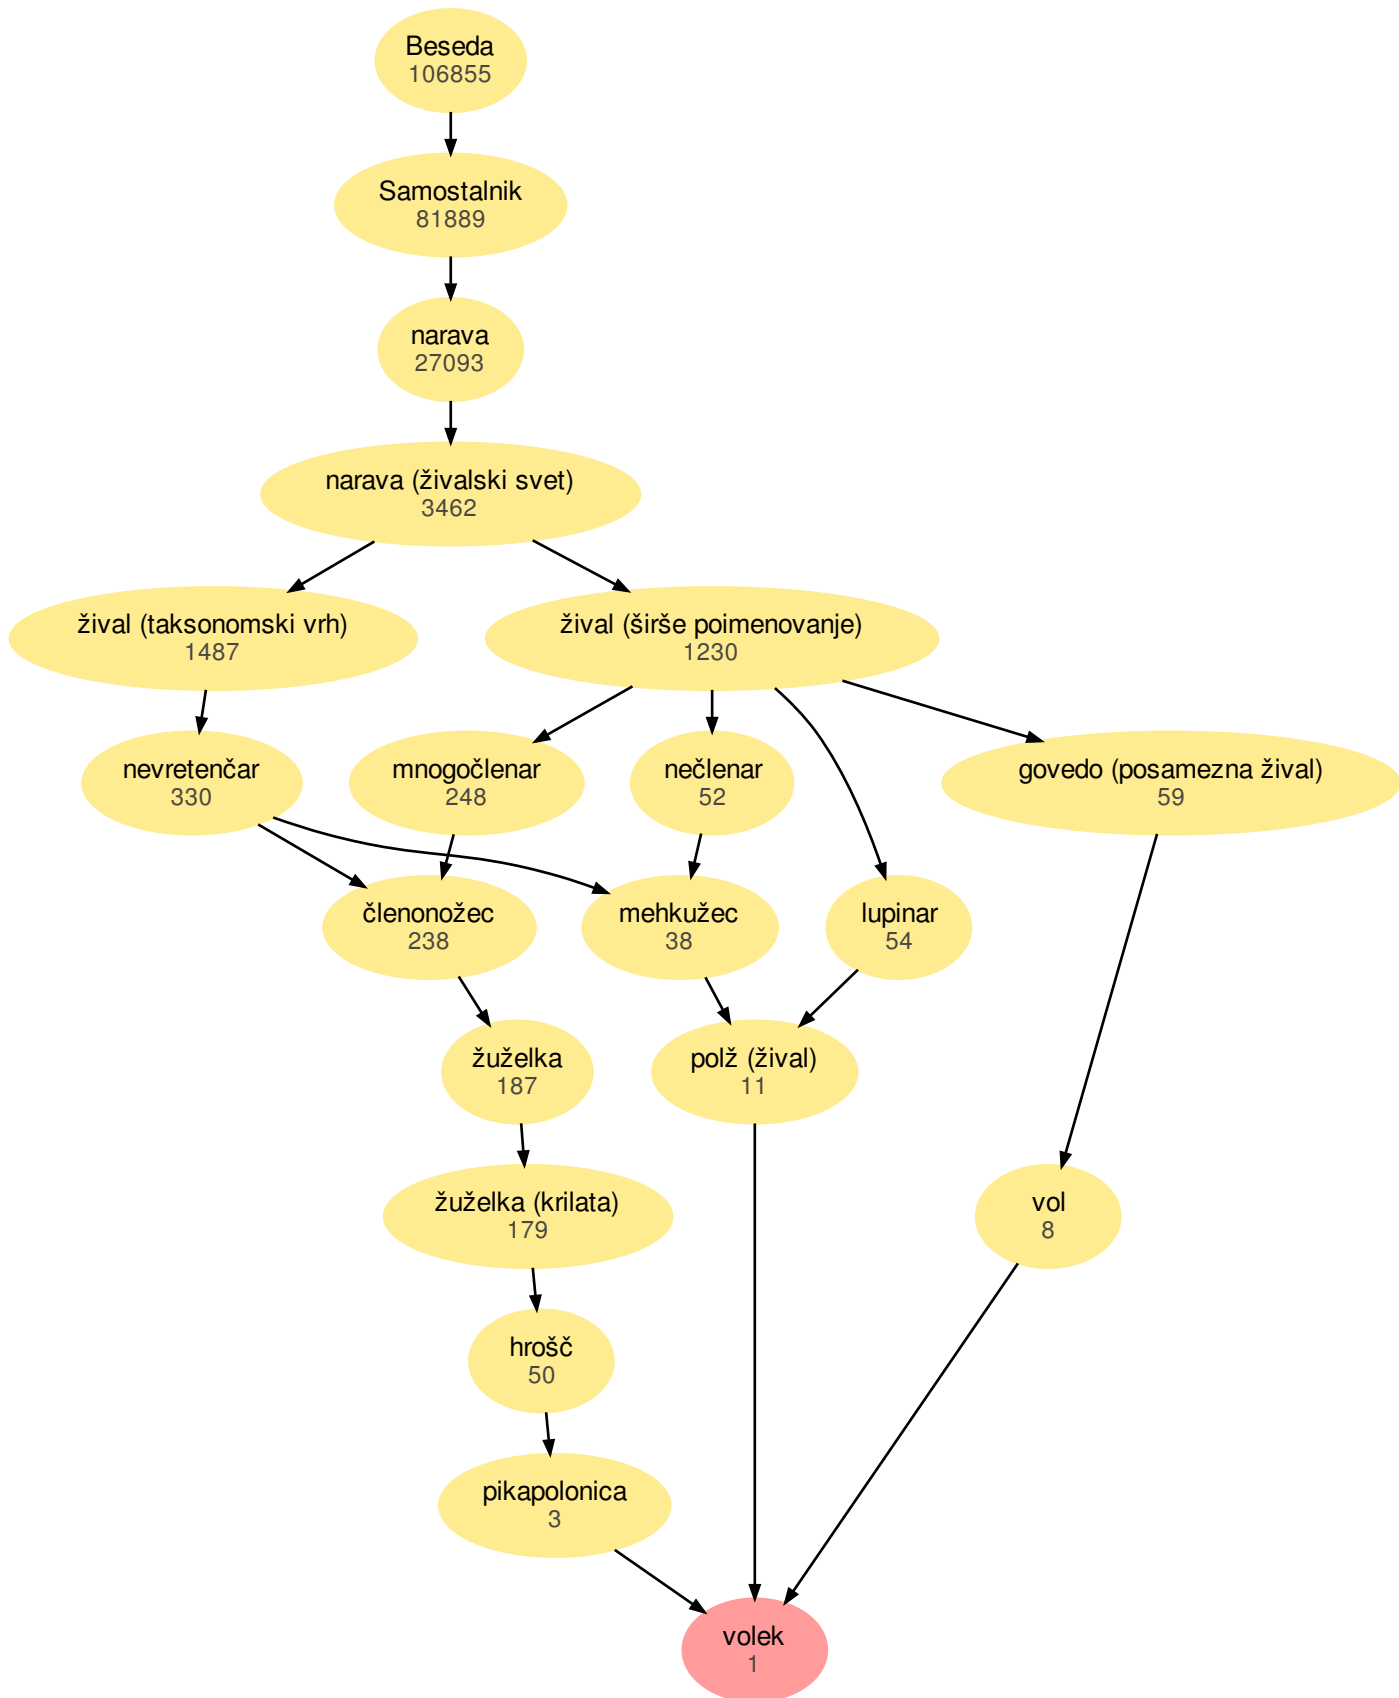 Beseda
106855
Samostalnik
81889
narava
27093
narava (živalski svet)
3462
žival (taksonomski vrh)
1487
žival (širše poimenovanje)
1230
nevretenčar
330
mnogočlenar
248
nečlenar
52
govedo (posamezna žival)
59
členonožec
238
mehkužec
38
lupinar
54
žuželka
187
polž (žival)
11
žuželka (krilata)
179
vol
8
hrošč
50
pikapolonica
3
volek
1